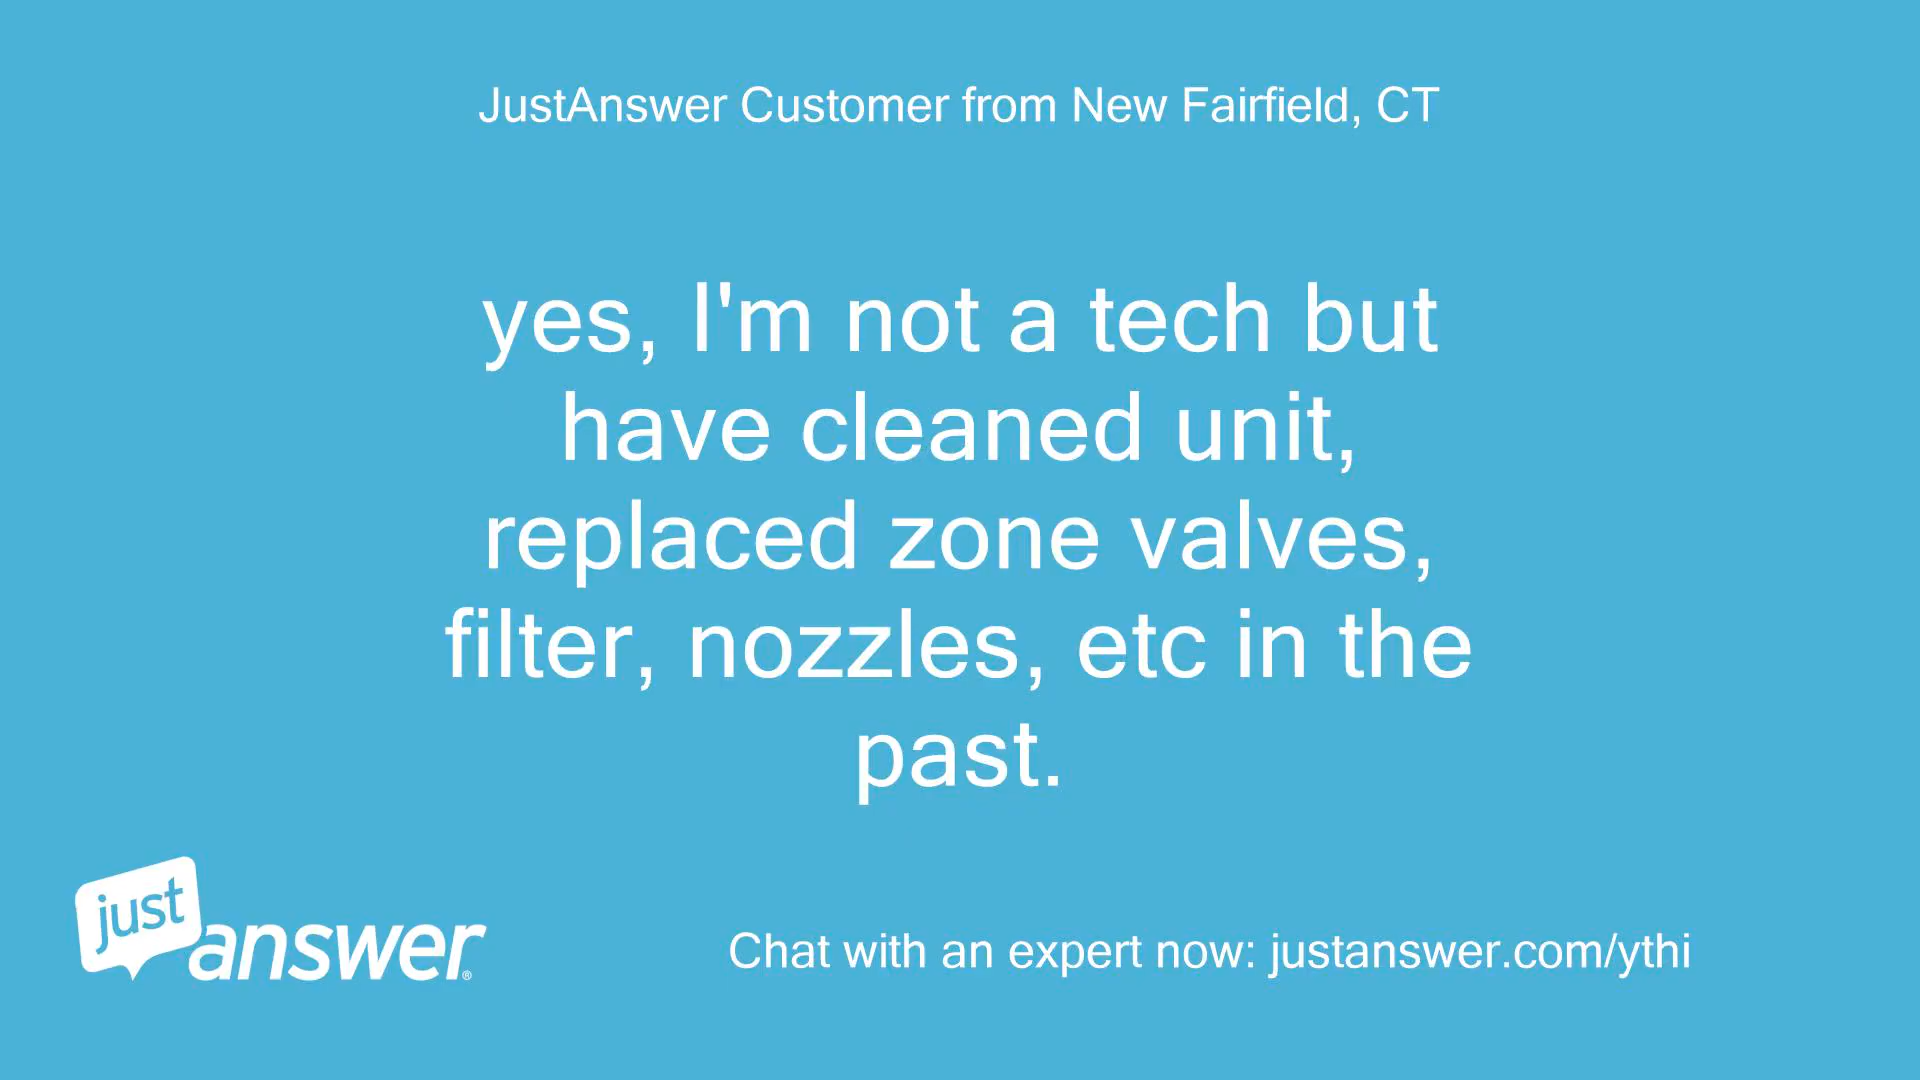 JustAnswer Customer from New Fairfield, CT
yes, I'm not a tech but
have cleaned unit,
replaced zone valves,
filter, nozzles, etc in the
past.
just
answer®
Chat with an expert now: justanswer.com/ythi